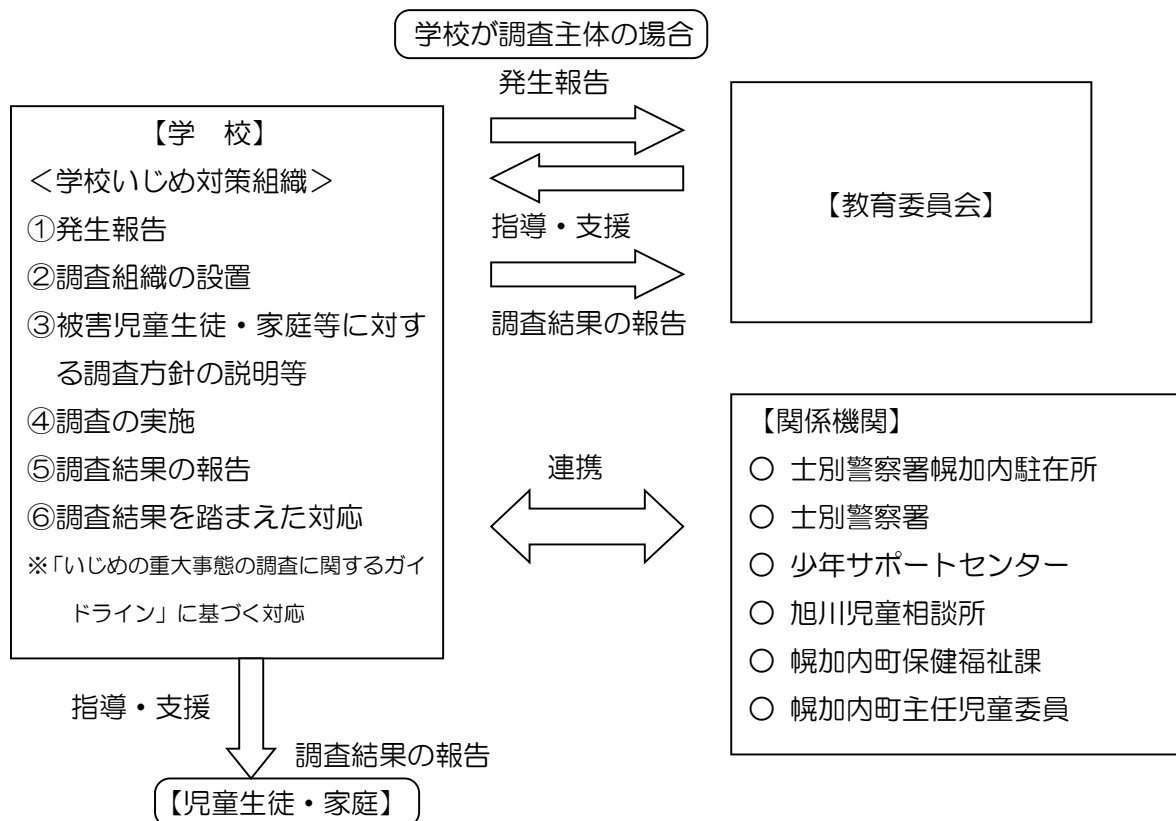 学校が調査主体の場合
発生報告
【学　校】
＜学校いじめ対策組織＞
①発生報告
②調査組織の設置
③被害児童生徒・家庭等に対す
る調査方針の説明等
④調査の実施
⑤調査結果の報告
⑥調査結果を踏まえた対応
※「いじめの重大事態の調査に関するガイ
ドライン」に基づく対応
指導・支援
調査結果の報告
【教育委員会】
連携
【関係機関】
〇 士別警察署幌加内駐在所
〇 士別警察署
〇 少年サポートセンター
〇 旭川児童相談所
〇 幌加内町保健福祉課
〇 幌加内町主任児童委員
指導・支援
調査結果の報告
【児童生徒・家庭】